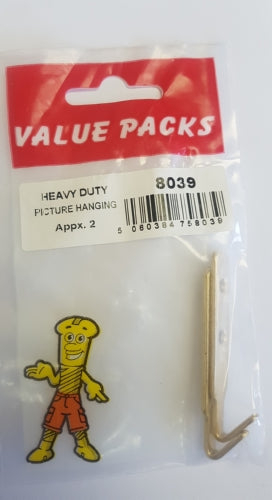 VALUE PACKS
HEAVY DUTY
PICTURE HANGING
Appx. 2
8039
5 060384 758039